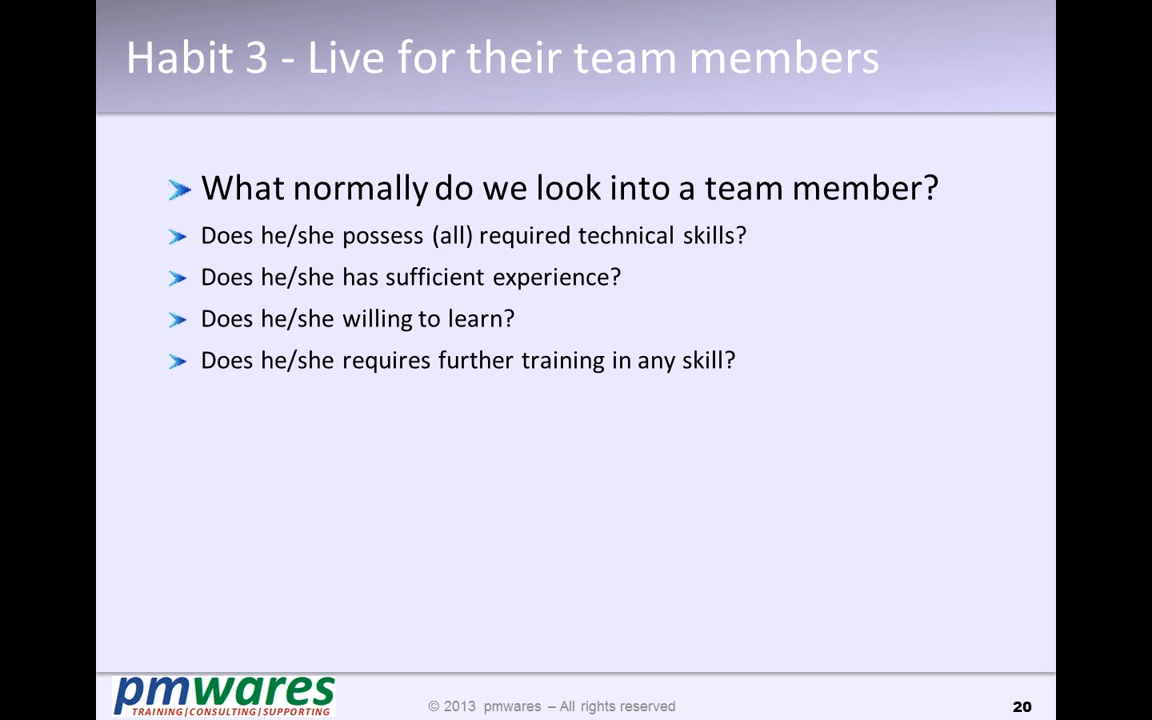 Habit 3 - Live for their team members
What normally do we look into a team member?
Does he/she possess (all) required technical skills?
Does he/she has sufficient experience?
Does he/she willing to learn?
Does he/she requires further training in any skill?
pmwares
TRAINING|CONSULTING|SUPPORTING
© 2013 pmwares – All rights reserved
20